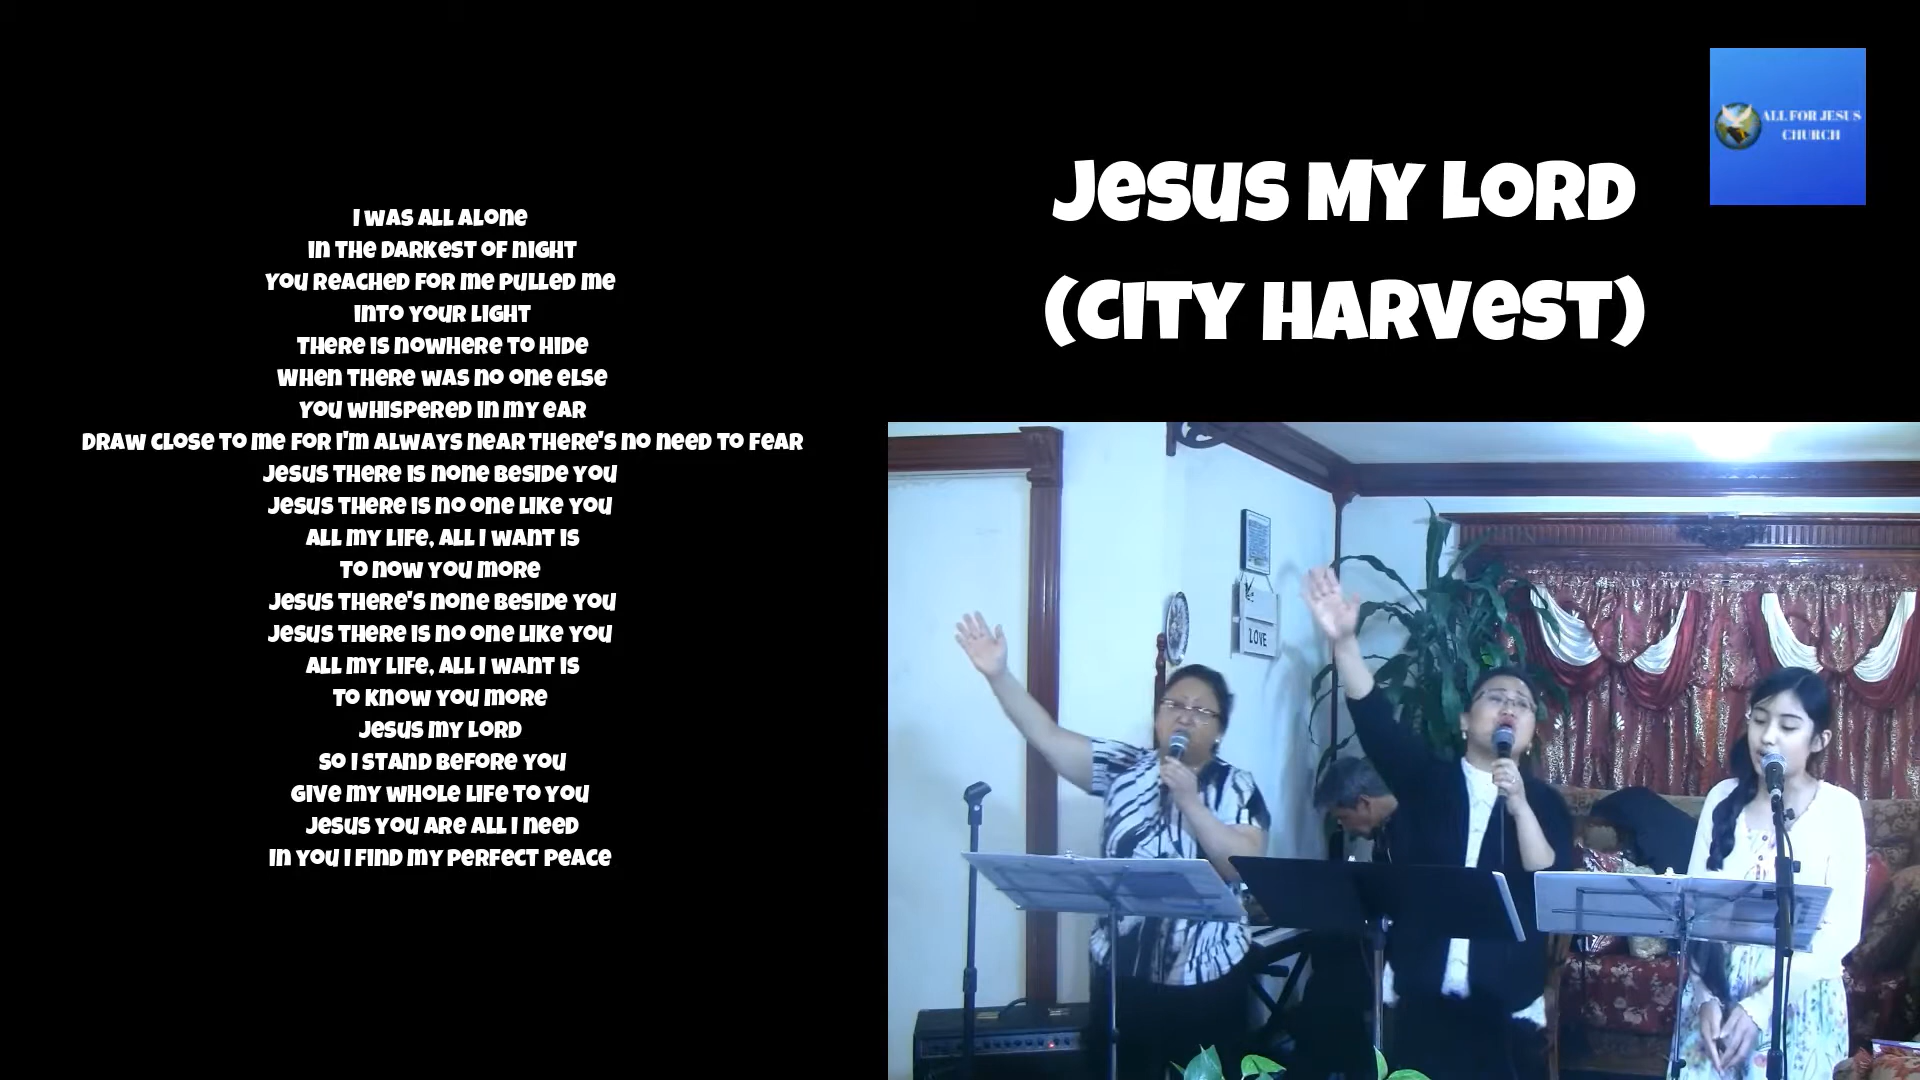 I was all alone
In the darkest of night
You reached for me pulled me
Into your light
There is nowhere to hide
When there was no one else
You whispered in my ear
Draw close to me for I'm always near There's no need to fear
Jesus there is none beside You
Jesus there is no one like You
All my life, all I want is
To now You more
Jesus there's none beside You
Jesus there is no one like You
All my life, all I want is
To know You more
Jesus my Lord
So I stand before You
Give my whole life to You
Jesus You are all I need
In You I find my perfect peace
Jesus My Lord
(City Harvest)
ALL FOR JESUS
CHURCH
LOVE